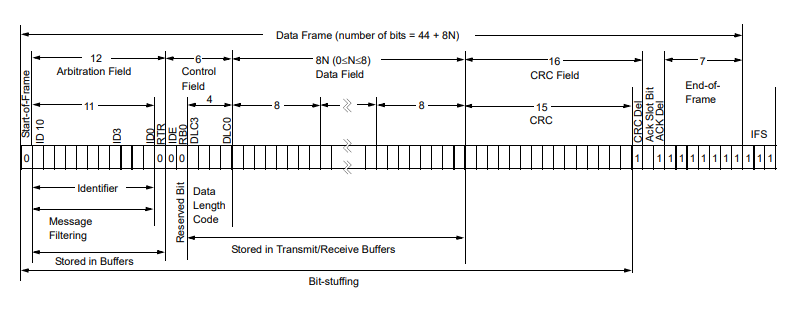 Data Frame (number of bits = 44 + 8N)
12
Arbitration Field
6
Control
Field
8N (0≤N≤8)
Data Field
16
CRC Field
7
End-of-
Frame
11
4
8
8
15
CRC
Start-of-Frame
ID 10
ID3
ID0
RTR
IDE
RB0
DLC3
DLC0
CRC Del
Ack Slot Bit
ACK Del
IFS
0
0
0
0
1
1
1
1
1
1
1
1
1
1
1
1
Identifier
Message
Filtering
Stored in Buffers
Reserved Bit
Data
Length
Code
Stored in Transmit/Receive Buffers
Bit-stuffing